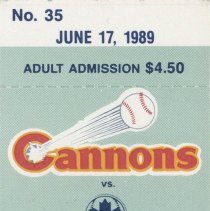 No. 35
JUNE 17, 1989
ADULT ADMISSION $4.50
Cannons
vs.